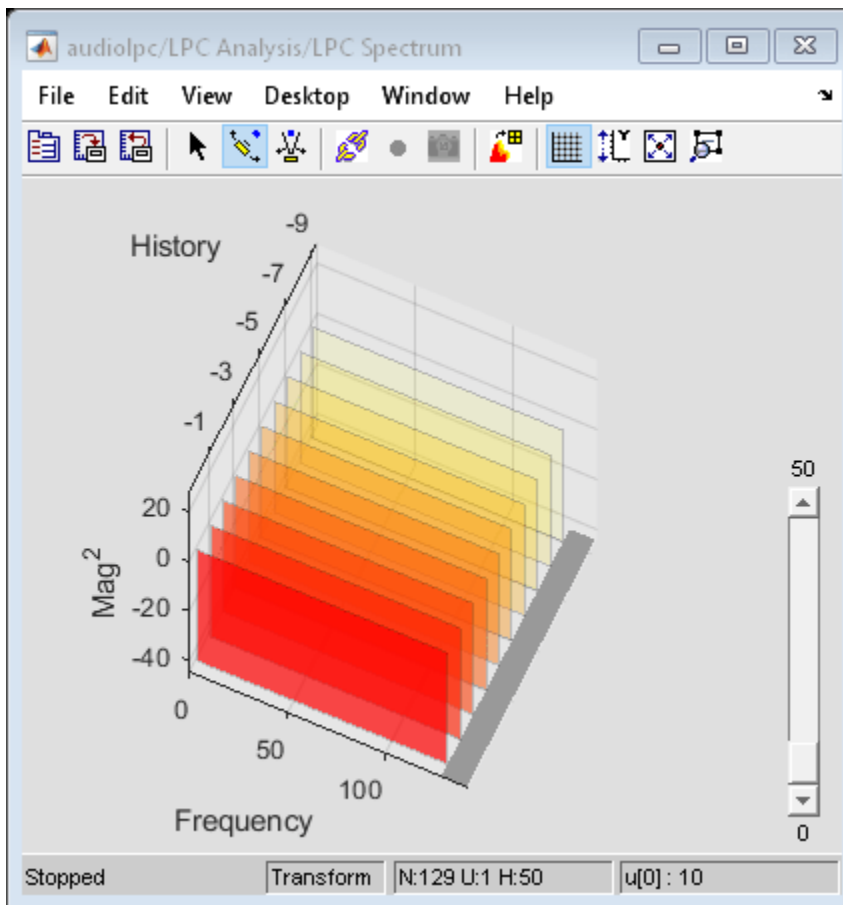 audiolpc/LPC Analysis/LPC Spectrum
File Edit View Desktop Window Help
History
-9
-7
-5
-3
-1
50
20
0
-20
-40
Mag2
0
50
100
Frequency
0
Stopped Transform N:129 U:1 H:50 u[0] : 10